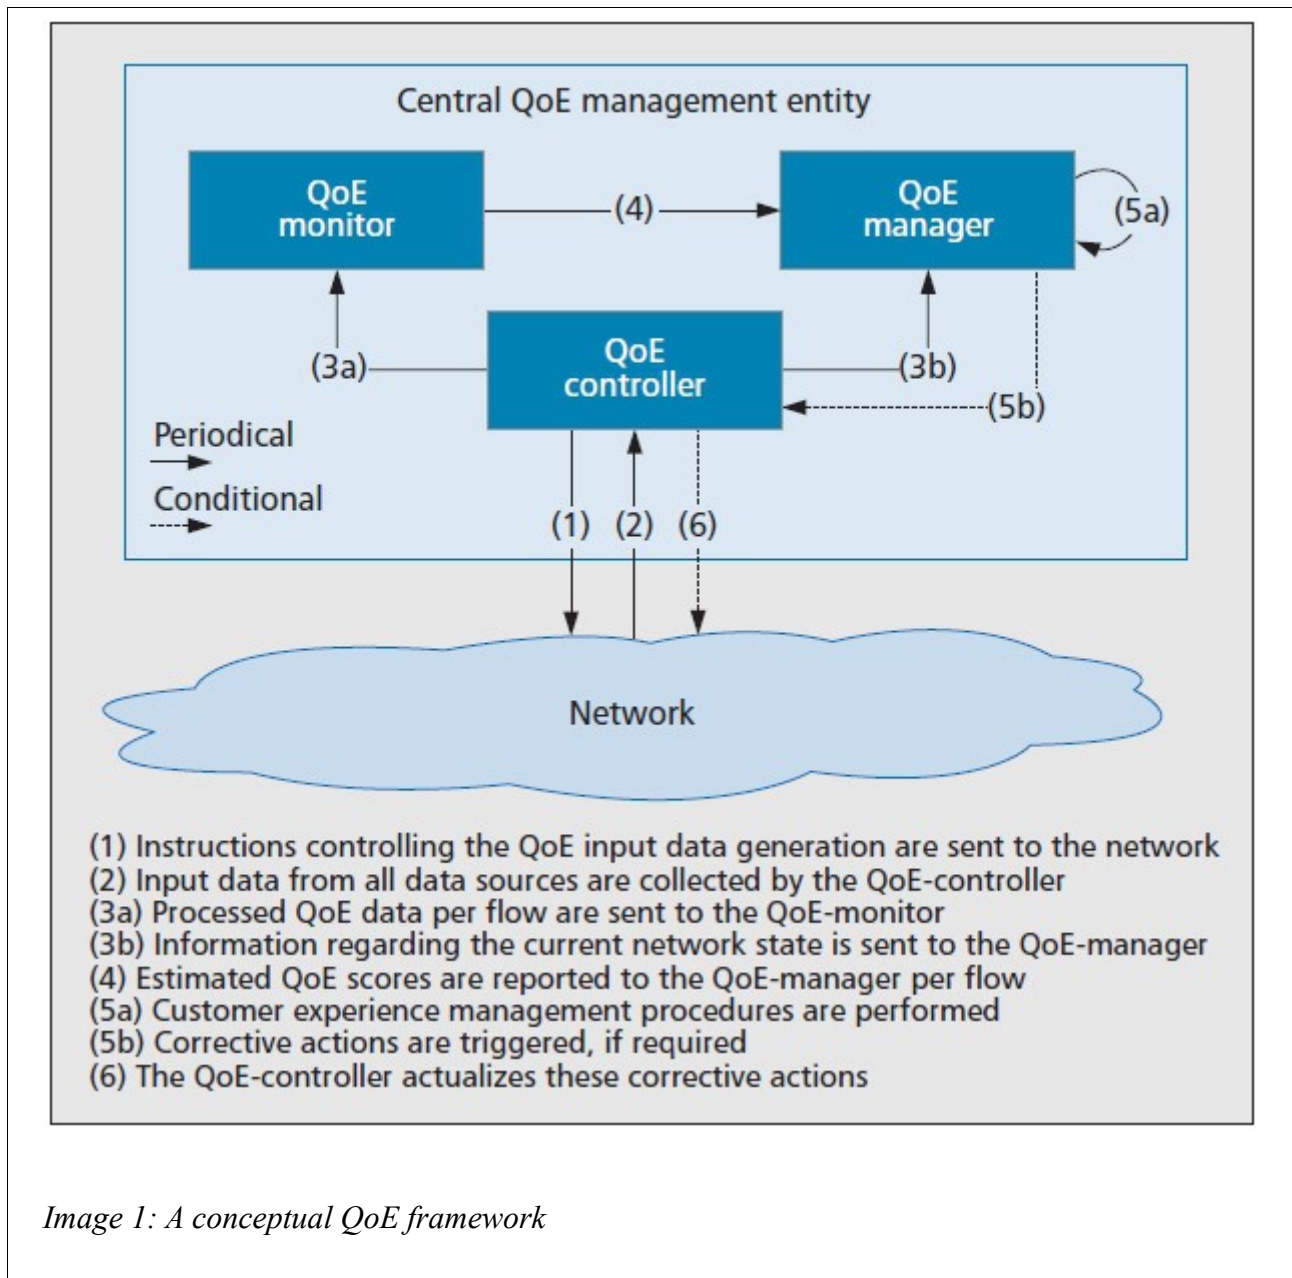 Central QoE management entity
QoE
monitor
(4)
QoE
manager
(5a)
QoE
controller
(3a)
(3b)
(5b)
Periodical
Conditional
(1)
(2)
(6)
Network
(1) Instructions controlling the QoE input data generation are sent to the network
(2) Input data from all data sources are collected by the QoE-controller
(3a) Processed QoE data per flow are sent to the QoE-monitor
(3b) Information regarding the current network state is sent to the QoE-manager
(4) Estimated QoE scores are reported to the QoE-manager per flow
(5a) Customer experience management procedures are performed
(5b) Corrective actions are triggered, if required
(6) The QoE-controller actualizes these corrective actions
Image 1: A conceptual QoE framework